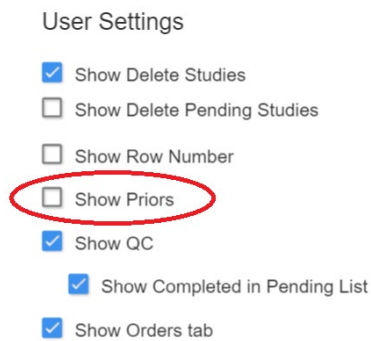 User Settings
Show Delete Studies
Show Delete Pending Studies
Show Row Number
Show Priors
Show QC
Show Completed in Pending List
Show Orders tab